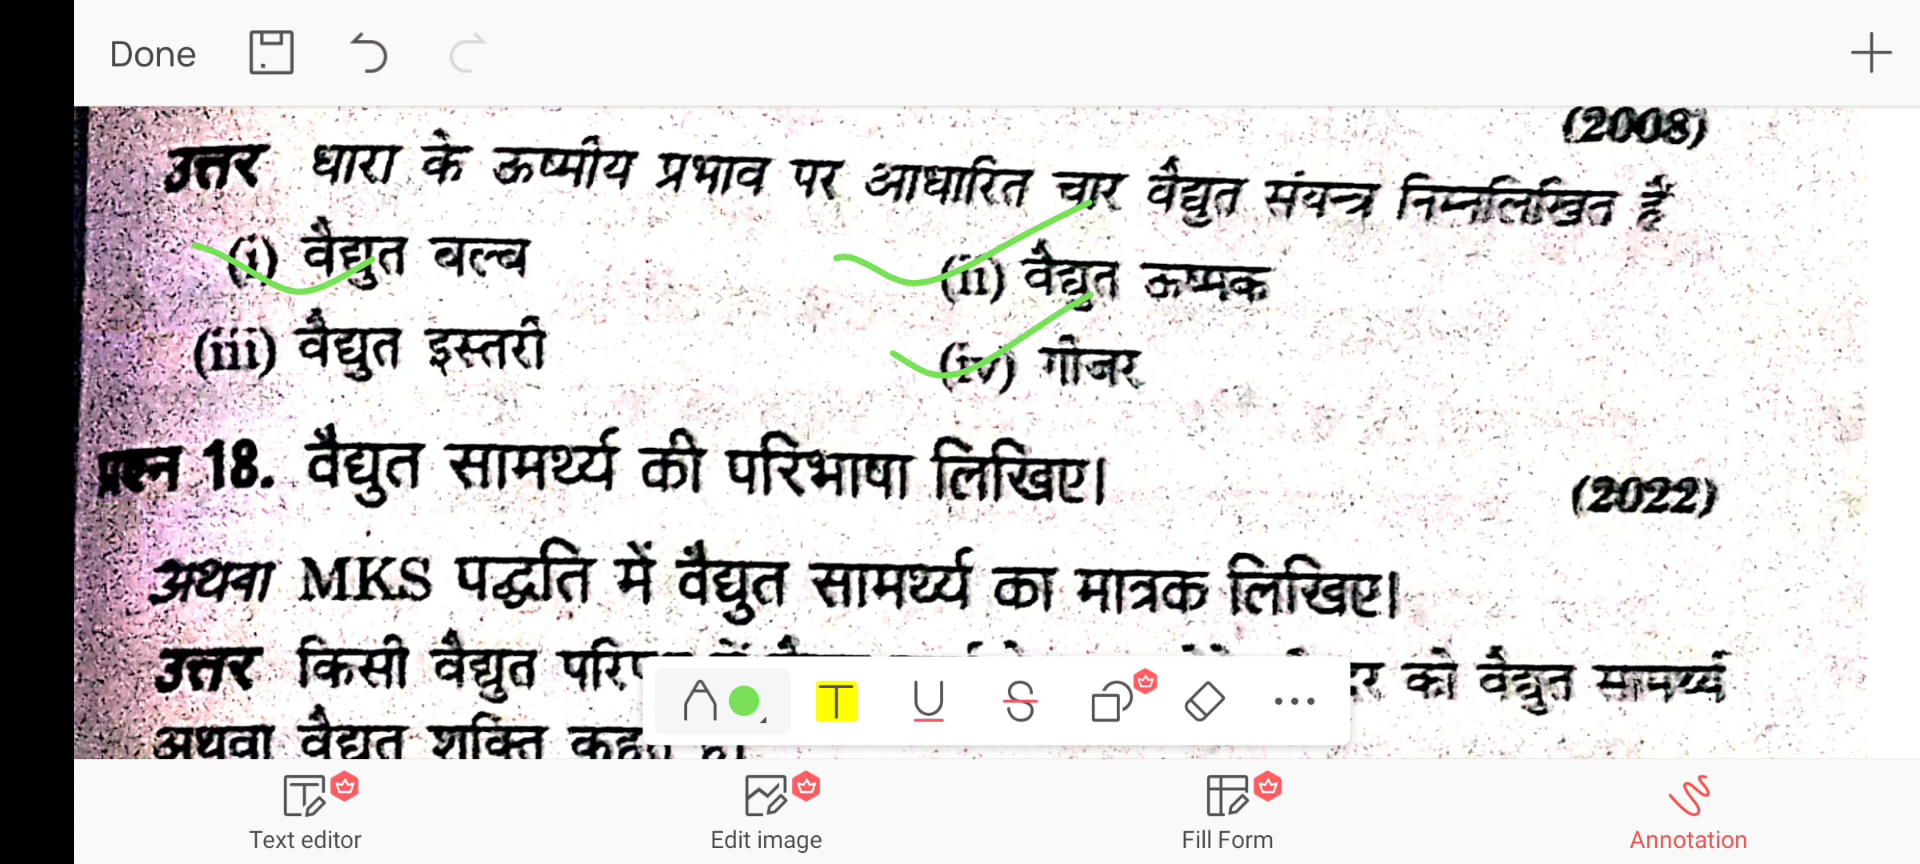 Done
(2008)
उत्तर धारा के ऊष्मीय प्रभाव पर आधारित चार वैद्युत संयन्त्र निम्नलिखित हैं
(i) वैद्युत बल्ब (ii) वैद्युत ऊष्मक
(iii) वैद्युत इस्तरी (iv) गीजर
प्रश्न 18. वैद्युत सामर्थ्य की परिभाषा लिखिए।
(2022)
अथवा MKS पद्धति में वैद्युत सामर्थ्य का मात्रक लिखिए।
उत्तर किसी वैद्युत को वैद्युत सामर्थ्य
अथवा वैद्युत शक्ति
Text editor Edit image Fill Form Annotation